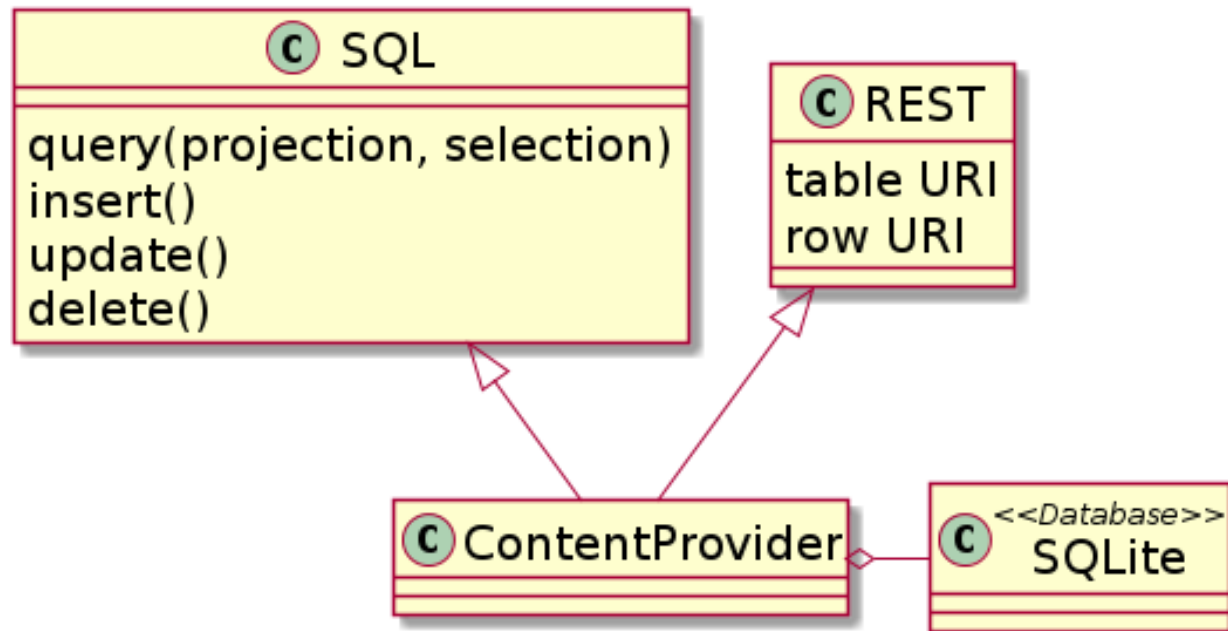 C SQL
query(projection, selection)
insert()
update()
delete()
C REST
table URI
row URI
C ContentProvider
<<Database>>
C SQLite